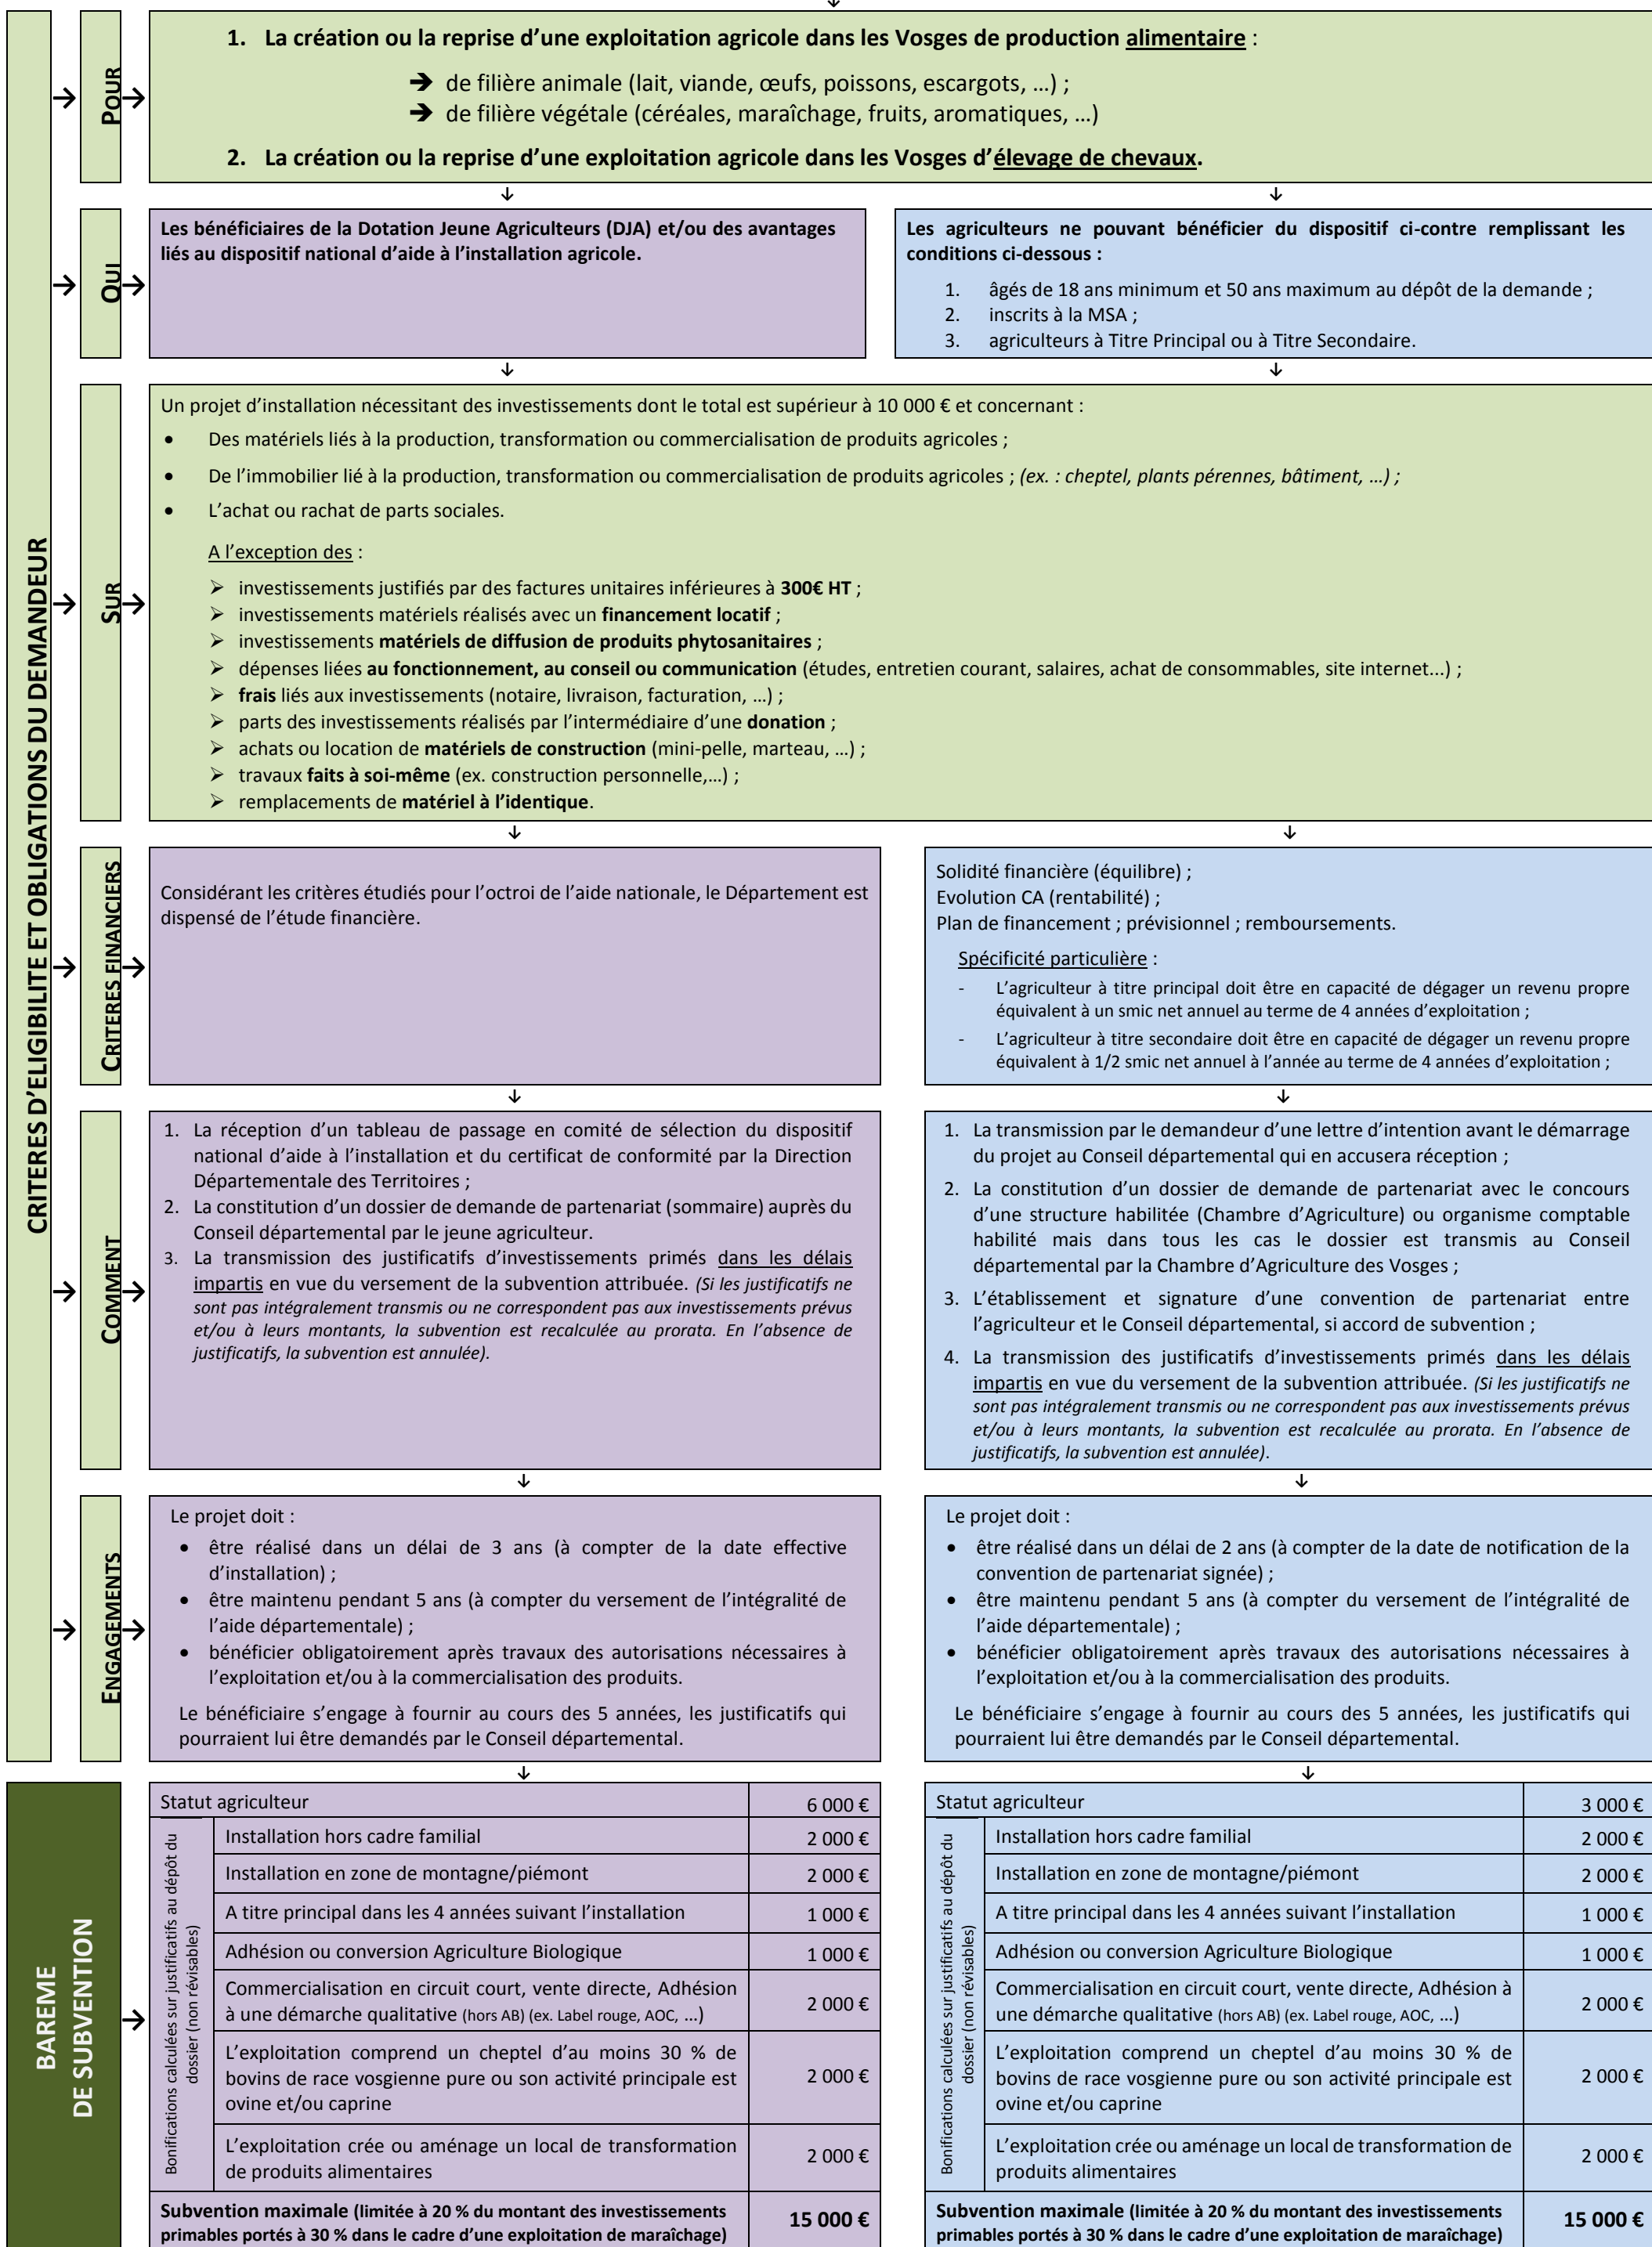 CRITERES D'ELIGIBILITE ET OBLIGATIONS DU DEMANDEUR
POUR
1. La création ou la reprise d'une exploitation agricole dans les Vosges de production alimentaire :
➔ de filière animale (lait, viande, œufs, poissons, escargots, …) ;
➔ de filière végétale (céréales, maraîchage, fruits, aromatiques, …)
2. La création ou la reprise d'une exploitation agricole dans les Vosges d'élevage de chevaux.
QUI
Les bénéficiaires de la Dotation Jeune Agriculteurs (DJA) et/ou des avantages
liés au dispositif national d'aide à l'installation agricole.
Les agriculteurs ne pouvant bénéficier du dispositif ci-contre remplissant les
conditions ci-dessous :
1. âgés de 18 ans minimum et 50 ans maximum au dépôt de la demande ;
2. inscrits à la MSA ;
3. agriculteurs à Titre Principal ou à Titre Secondaire.
SUR
Un projet d'installation nécessitant des investissements dont le total est supérieur à 10 000 € et concernant :
• Des matériels liés à la production, transformation ou commercialisation de produits agricoles ;
• De l'immobilier lié à la production, transformation ou commercialisation de produits agricoles ; (ex. : cheptel, plants pérennes, bâtiment, …) ;
• L'achat ou rachat de parts sociales.
A l'exception des :
➢ investissements justifiés par des factures unitaires inférieures à 300€ HT ;
➢ investissements matériels réalisés avec un financement locatif ;
➢ investissements matériels de diffusion de produits phytosanitaires ;
➢ dépenses liées au fonctionnement, au conseil ou communication (études, entretien courant, salaires, achat de consommables, site internet...) ;
➢ frais liés aux investissements (notaire, livraison, facturation, …) ;
➢ parts des investissements réalisés par l'intermédiaire d'une donation ;
➢ achats ou location de matériels de construction (mini-pelle, marteau, …) ;
➢ travaux faits à soi-même (ex. construction personnelle,…) ;
➢ remplacements de matériel à l'identique.
CRITERES FINANCIERS
Considérant les critères étudiés pour l'octroi de l'aide nationale, le Département est
dispensé de l'étude financière.
Solidité financière (équilibre) ;
Evolution CA (rentabilité) ;
Plan de financement ; prévisionnel ; remboursements.
Spécificité particulière :
- L'agriculteur à titre principal doit être en capacité de dégager un revenu propre
équivalent à un smic net annuel au terme de 4 années d'exploitation ;
- L'agriculteur à titre secondaire doit être en capacité de dégager un revenu propre
équivalent à 1/2 smic net annuel à l'année au terme de 4 années d'exploitation ;
COMMENT
1. La réception d'un tableau de passage en comité de sélection du dispositif
national d'aide à l'installation et du certificat de conformité par la Direction
Départementale des Territoires ;
2. La constitution d'un dossier de demande de partenariat (sommaire) auprès du
Conseil départemental par le jeune agriculteur.
3. La transmission des justificatifs d'investissements primés dans les délais
impartis en vue du versement de la subvention attribuée. (Si les justificatifs ne
sont pas intégralement transmis ou ne correspondent pas aux investissements prévus
et/ou à leurs montants, la subvention est recalculée au prorata. En l'absence de
justificatifs, la subvention est annulée).
1. La transmission par le demandeur d'une lettre d'intention avant le démarrage
du projet au Conseil départemental qui en accusera réception ;
2. La constitution d'un dossier de demande de partenariat avec le concours
d'une structure habilitée (Chambre d'Agriculture) ou organisme comptable
habilité mais dans tous les cas le dossier est transmis au Conseil
départemental par la Chambre d'Agriculture des Vosges ;
3. L'établissement et signature d'une convention de partenariat entre
l'agriculteur et le Conseil départemental, si accord de subvention ;
4. La transmission des justificatifs d'investissements primés dans les délais
impartis en vue du versement de la subvention attribuée. (Si les justificatifs ne
sont pas intégralement transmis ou ne correspondent pas aux investissements prévus
et/ou à leurs montants, la subvention est recalculée au prorata. En l'absence de
justificatifs, la subvention est annulée).
ENGAGEMENTS
Le projet doit :
• être réalisé dans un délai de 3 ans (à compter de la date effective
d'installation) ;
• être maintenu pendant 5 ans (à compter du versement de l'intégralité de
l'aide départementale) ;
• bénéficier obligatoirement après travaux des autorisations nécessaires à
l'exploitation et/ou à la commercialisation des produits.
Le bénéficiaire s'engage à fournir au cours des 5 années, les justificatifs qui
pourraient lui être demandés par le Conseil départemental.
Le projet doit :
• être réalisé dans un délai de 2 ans (à compter de la date de notification de la
convention de partenariat signée) ;
• être maintenu pendant 5 ans (à compter du versement de l'intégralité de
l'aide départementale) ;
• bénéficier obligatoirement après travaux des autorisations nécessaires à
l'exploitation et/ou à la commercialisation des produits.
Le bénéficiaire s'engage à fournir au cours des 5 années, les justificatifs qui
pourraient lui être demandés par le Conseil départemental.
BAREME
DE SUBVENTION
Statut agriculteur 6 000 €
Bonifications calculées sur justificatifs au dépôt du
dossier (non révisables)
Installation hors cadre familial 2 000 €
Installation en zone de montagne/piémont 2 000 €
A titre principal dans les 4 années suivant l'installation 1 000 €
Adhésion ou conversion Agriculture Biologique 1 000 €
Commercialisation en circuit court, vente directe, Adhésion
à une démarche qualitative (hors AB) (ex. Label rouge, AOC, …) 2 000 €
L'exploitation comprend un cheptel d'au moins 30 % de
bovins de race vosgienne pure ou son activité principale est
ovine et/ou caprine 2 000 €
L'exploitation crée ou aménage un local de transformation
de produits alimentaires 2 000 €
Subvention maximale (limitée à 20 % du montant des investissements
primables portés à 30 % dans le cadre d'une exploitation de maraîchage) 15 000 €
Statut agriculteur 3 000 €
Bonifications calculées sur justificatifs au dépôt du
dossier (non révisables)
Installation hors cadre familial 2 000 €
Installation en zone de montagne/piémont 2 000 €
A titre principal dans les 4 années suivant l'installation 1 000 €
Adhésion ou conversion Agriculture Biologique 1 000 €
Commercialisation en circuit court, vente directe, Adhésion à
une démarche qualitative (hors AB) (ex. Label rouge, AOC, …) 2 000 €
L'exploitation comprend un cheptel d'au moins 30 % de
bovins de race vosgienne pure ou son activité principale est
ovine et/ou caprine 2 000 €
L'exploitation crée ou aménage un local de transformation de
produits alimentaires 2 000 €
Subvention maximale (limitée à 20 % du montant des investissements
primables portés à 30 % dans le cadre d'une exploitation de maraîchage) 15 000 €